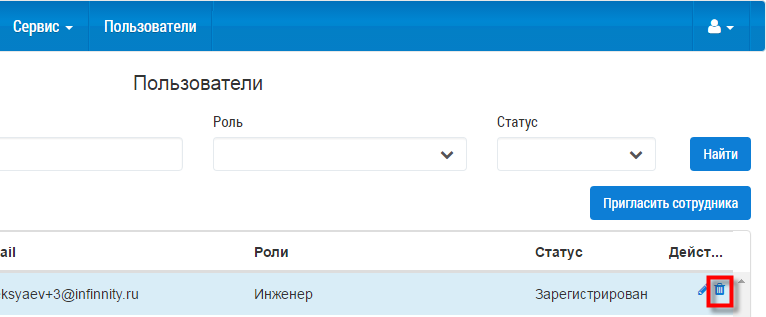 Сервис Пользователи
Пользователи
Роль Статус
Найти
Пригласить сотрудника
ail Роли Статус Дейст...
ksyaev+3@infinnity.ru Инженер Зарегистрирован